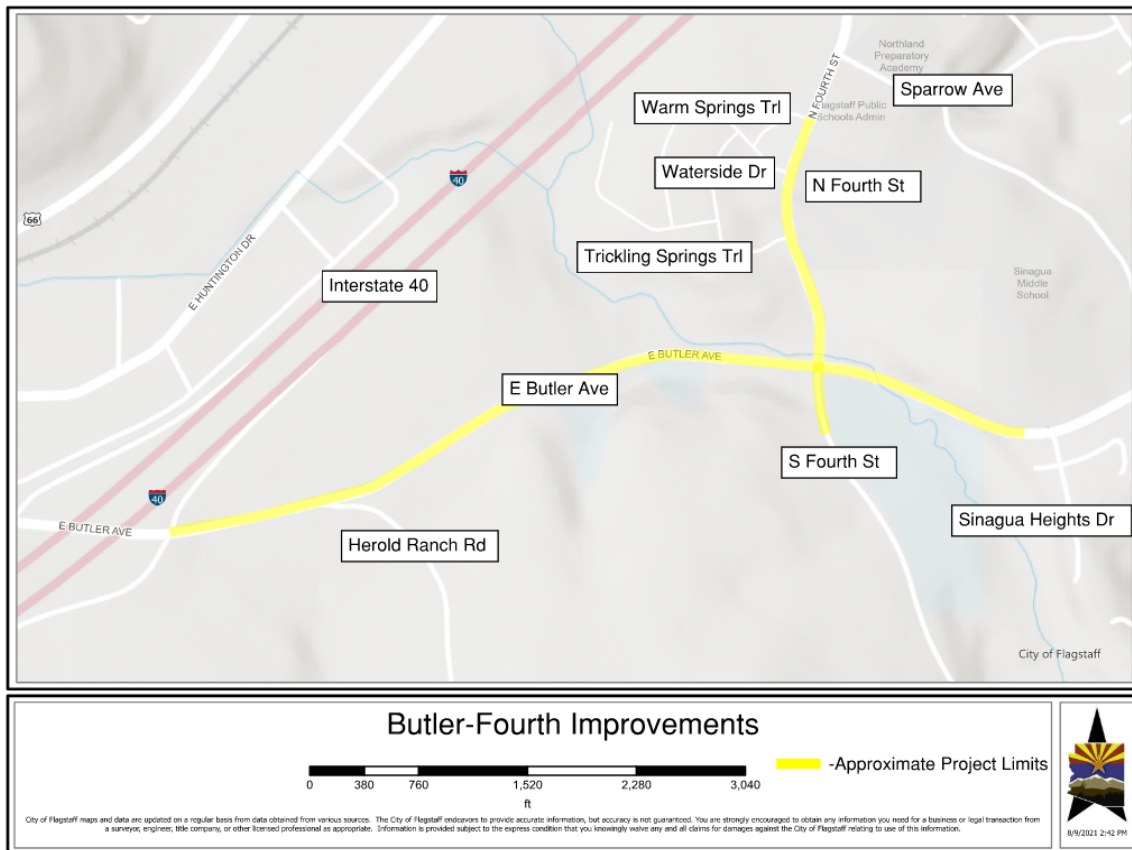 Northland
Preparatory
Academy
N FOURTH ST
Sparrow Ave
Warm Springs Trl
Flagstaff Public
Schools Admin
40
Waterside Dr
N Fourth St
66
E HUNTINGTON DR
Trickling Springs Trl
Interstate 40
Sinagua
Middle
School
E BUTLER AVE
E Butler Ave
S Fourth St
40
E BUTLER AVE
Herold Ranch Rd
Sinagua Heights Dr
City of Flagstaff
Butler-Fourth Improvements
-Approximate Project Limits
0 380 760 1,520 2,280 3,040
ft
City of Flagstaff maps and data are updated on a regular basis from data obtained from various sources. The City of Flagstaff endeavors to provide accurate information, but accuracy is not guaranteed. You are strongly encouraged to obtain any information you need for a business or legal transaction from
a surveyor, engineer, title company, or other licensed professional as appropriate. Information is provided subject to the express condition that you knowingly waive any and all claims for damages against the City of Flagstaff relating to use of this information.
8/9/2021 2:42 PM